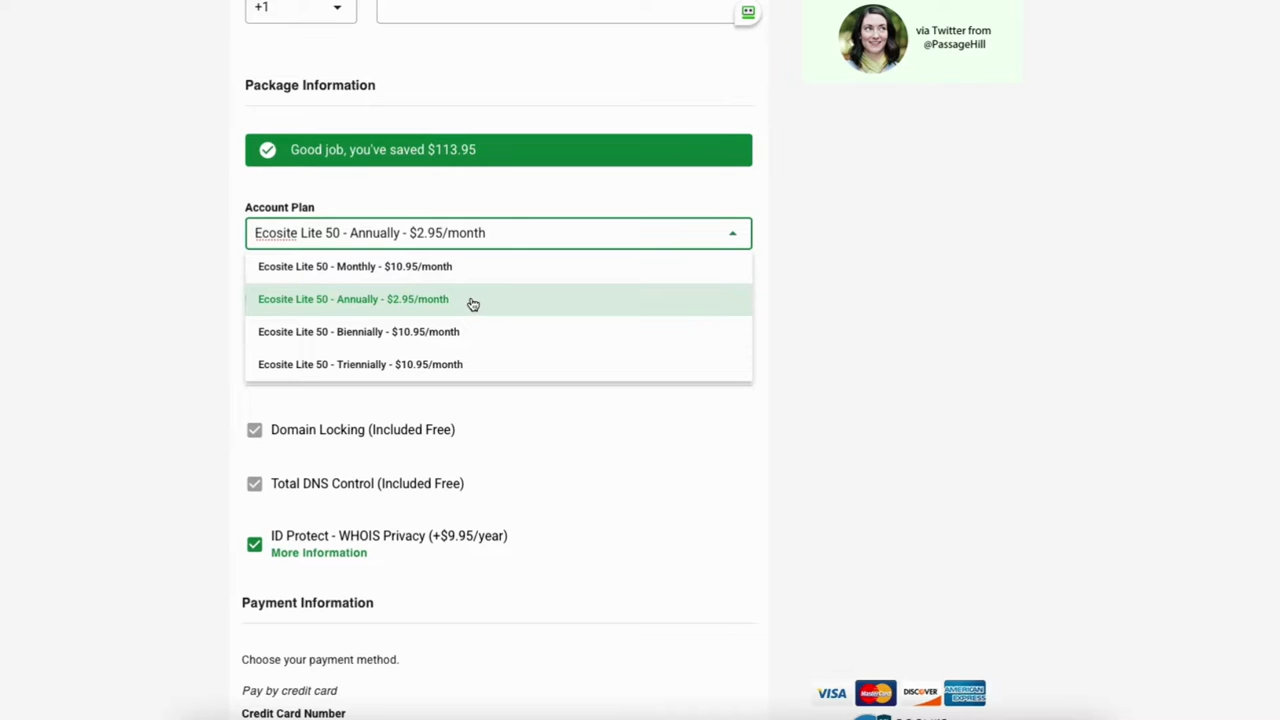 +1
via Twitter from
@PassageHill
Package Information
Good job, you've saved $113.95
Account Plan
Ecosite Lite 50 - Annually - $2.95/month
Ecosite Lite 50 - Monthly - $10.95/month
Ecosite Lite 50 - Annually - $2.95/month
Ecosite Lite 50 - Biennially - $10.95/month
Ecosite Lite 50 - Triennially - $10.95/month
Domain Locking (Included Free)
Total DNS Control (Included Free)
ID Protect - WHOIS Privacy (+$9.95/year)
More Information
Payment Information
Choose your payment method.
Pay by credit card
Credit Card Number
VISA MasterCard DISCOVER AMERICAN EXPRESS